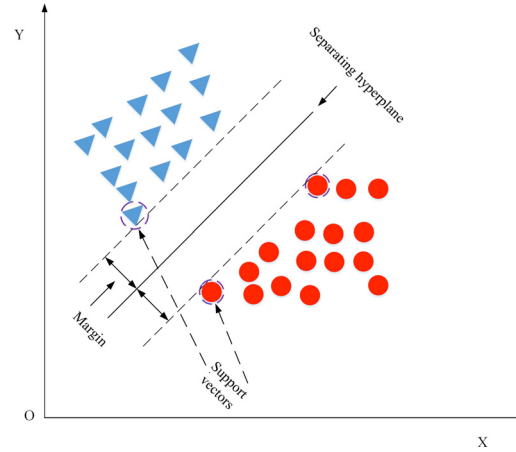 Y
Separating hyperplane
Margin
Support
vectors
O
X